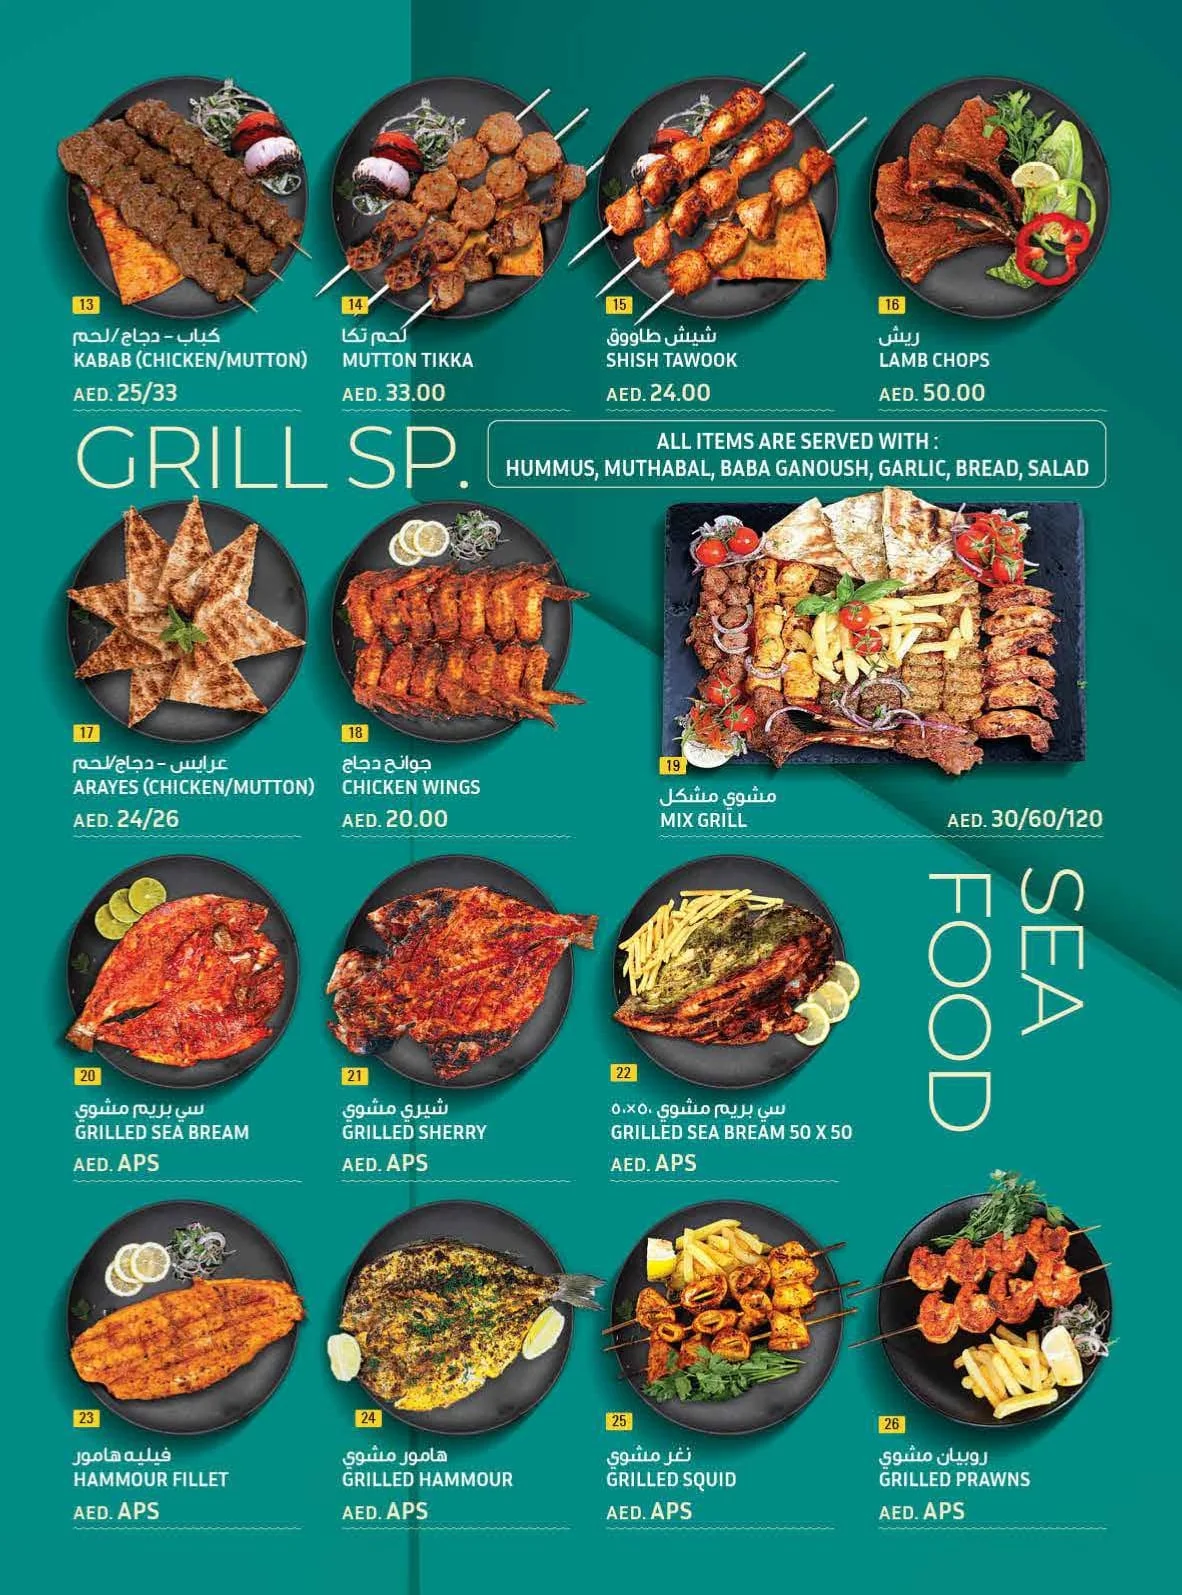 13
كباب - دجاج/لحم
KABAB (CHICKEN/MUTTON)
AED. 25/33
14
لحم تكا
MUTTON TIKKA
AED. 33.00
15
شيش طاووق
SHISH TAWOOK
AED. 24.00
16
ريش
LAMB CHOPS
AED. 50.00
GRILL SP.
ALL ITEMS ARE SERVED WITH :
HUMMUS, MUTHABAL, BABA GANOUSH, GARLIC, BREAD, SALAD
17
عرايس - دجاج/لحم
ARAYES (CHICKEN/MUTTON)
AED. 24/26
18
جوانح دجاج
CHICKEN WINGS
AED. 20.00
19
مشوي مشكل
MIX GRILL
AED. 30/60/120
SEA
FOOD
20
سي بريم مشوي
GRILLED SEA BREAM
AED. APS
21
شيري مشوي
GRILLED SHERRY
AED. APS
22
سي بريم مشوي ٥٠×٥٠
GRILLED SEA BREAM 50 X 50
AED. APS
23
فيليه هامور
HAMMOUR FILLET
AED. APS
24
هامور مشوي
GRILLED HAMMOUR
AED. APS
25
نغر مشوي
GRILLED SQUID
AED. APS
26
روبيان مشوي
GRILLED PRAWNS
AED. APS